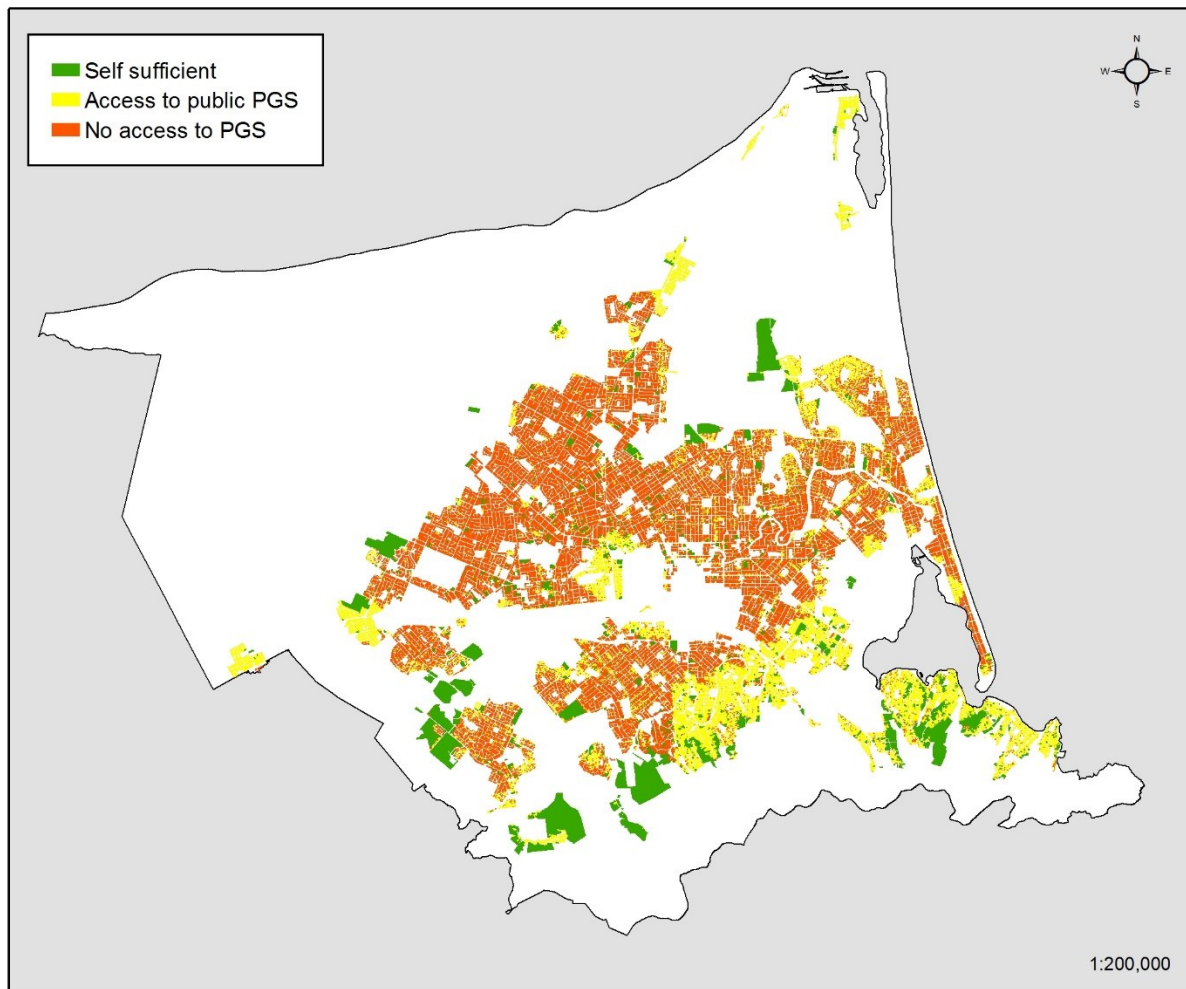 Self sufficient
Access to public PGS
No access to PGS
N
W E
S
1:200,000